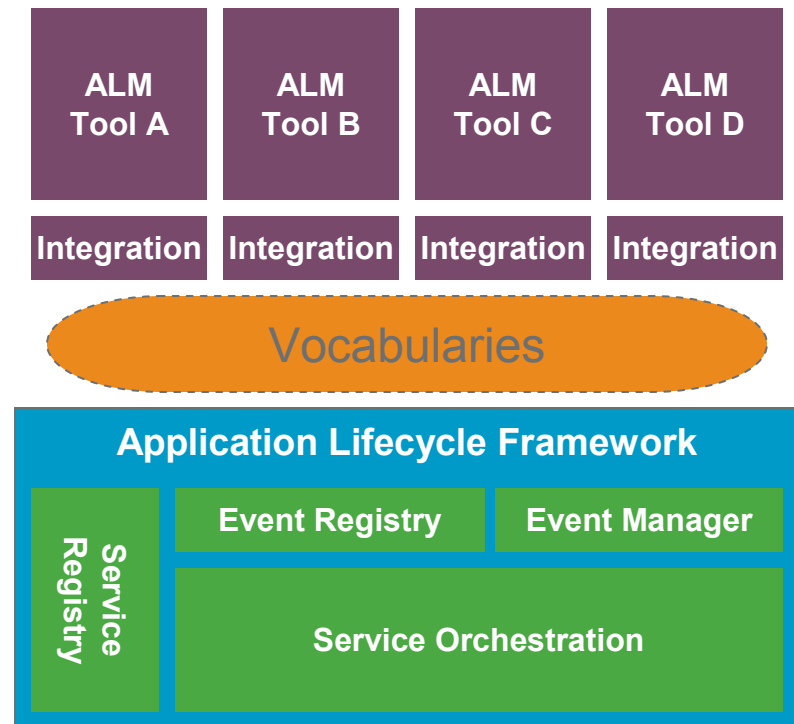 ALM
Tool A
ALM
Tool B
ALM
Tool C
ALM
Tool D
Integration
Integration
Integration
Integration
Vocabularies
Application Lifecycle Framework
Service
Registry
Event Registry
Event Manager
Service Orchestration